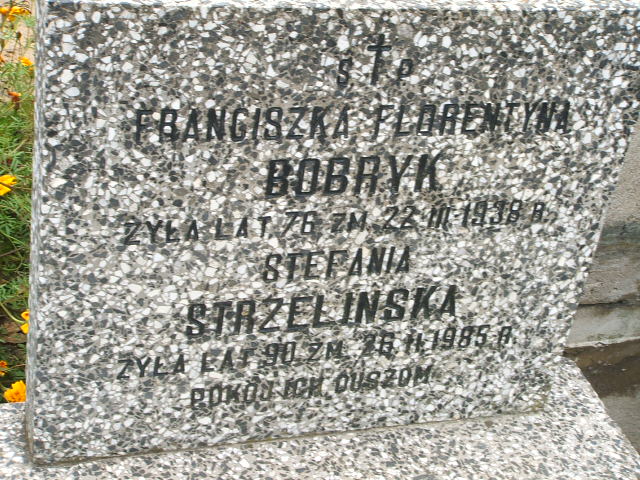 Ś † P
FRANCISZKA FLORENTYNA
BOBRYK
ŻYŁA LAT 76 ZM. 22.III.1938 R.
STEFANIA
STRZELIŃSKA
ŻYŁA LAT 90 ZM. 26.II.1985 R.
POKÓJ ICH DUSZOM